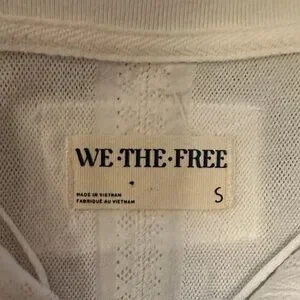 WE·THE·FREE
MADE IN VIETNAM
FABRIQUÉ AU VIETNAM
S